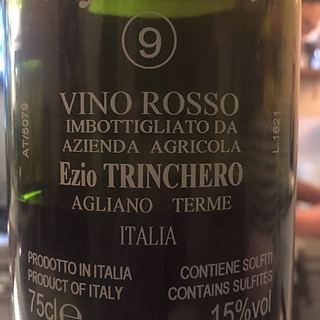 9
VINO ROSSO
IMBOTTIGLIATO DA
AZIENDA AGRICOLA
Ezio TRINCHERO
AGLIANO TERME
ITALIA
AT/5079
L.1621
PRODOTTO IN ITALIA
PRODUCT OF ITALY
75cl e
CONTIENE SOLFITI
CONTAINS SULFITES
15%vol